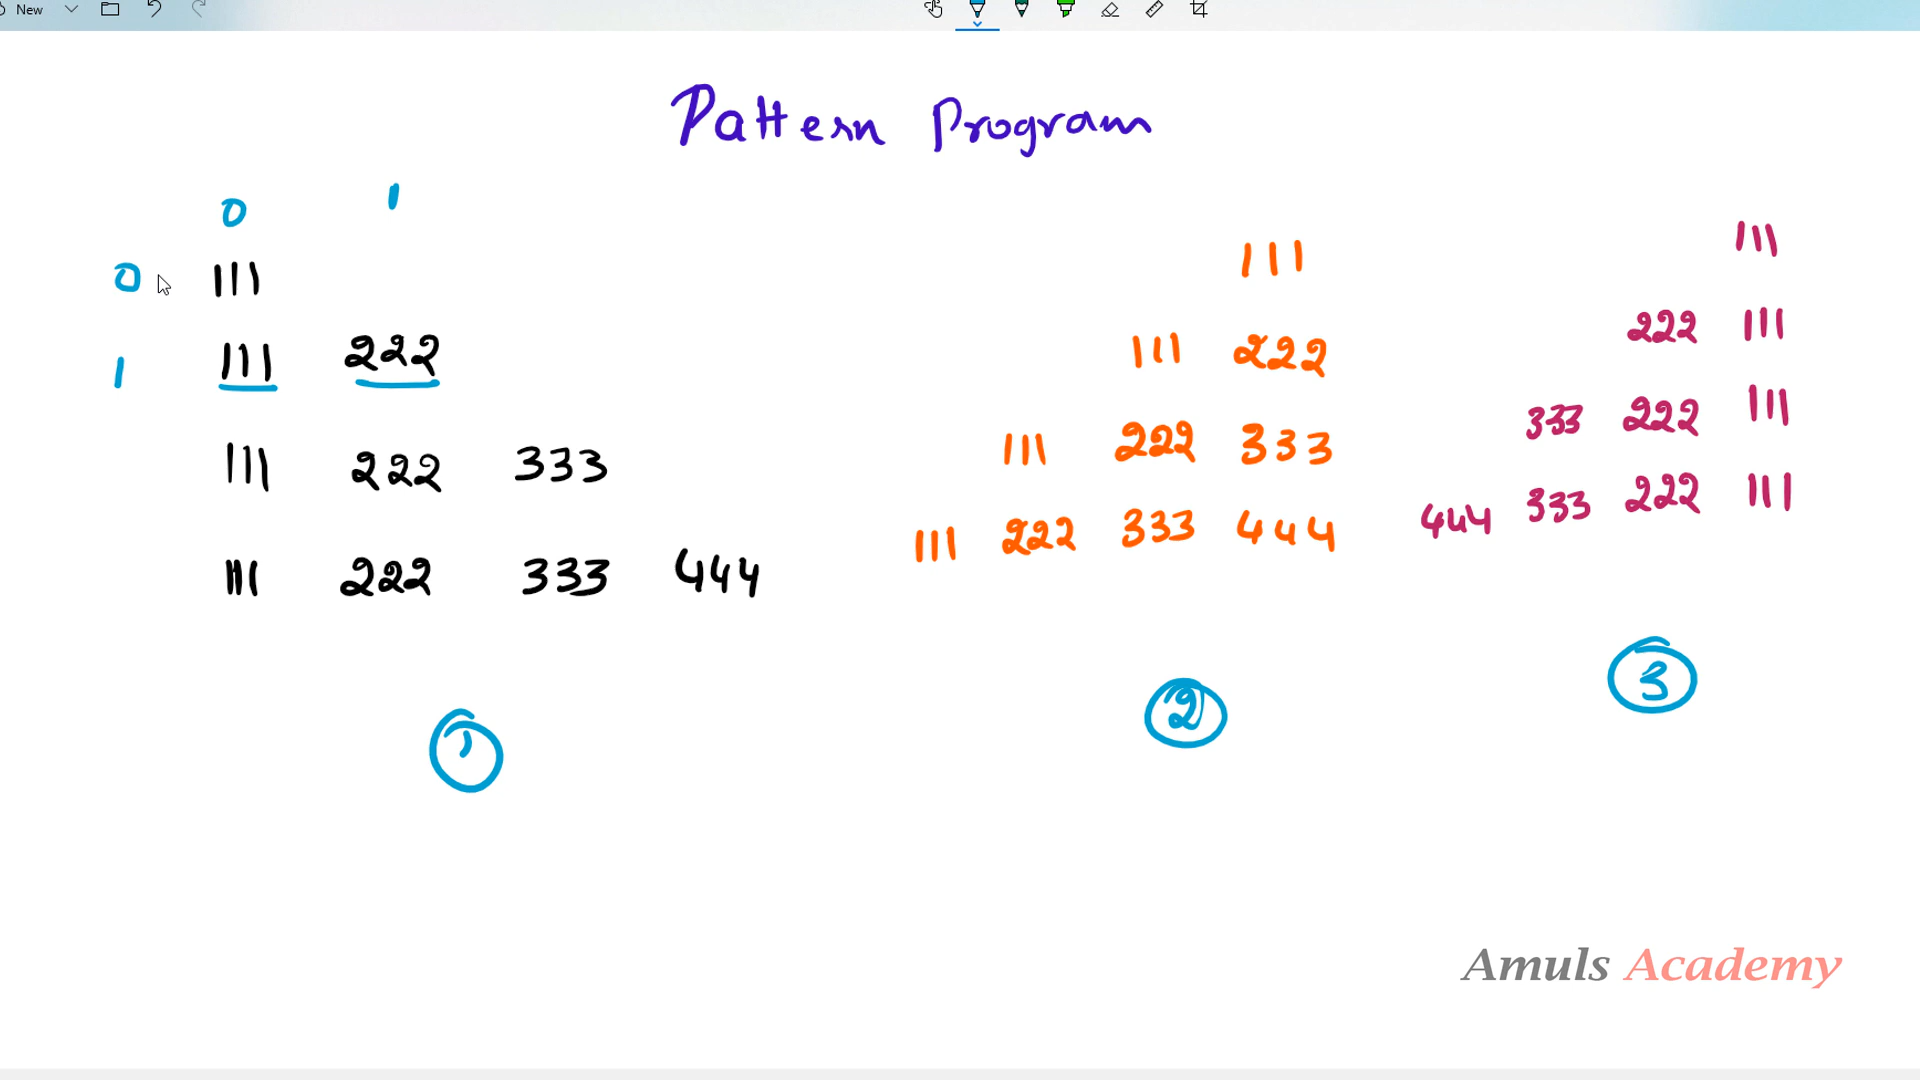 New
Pattern Program
0 1
0 111
1 111 222
111 222 333
111 222 333 444
1
111
111 222
111 222 333
111 222 333 444
2
111
222 111
333 222 111
444 333 222 111
3
Amuls Academy